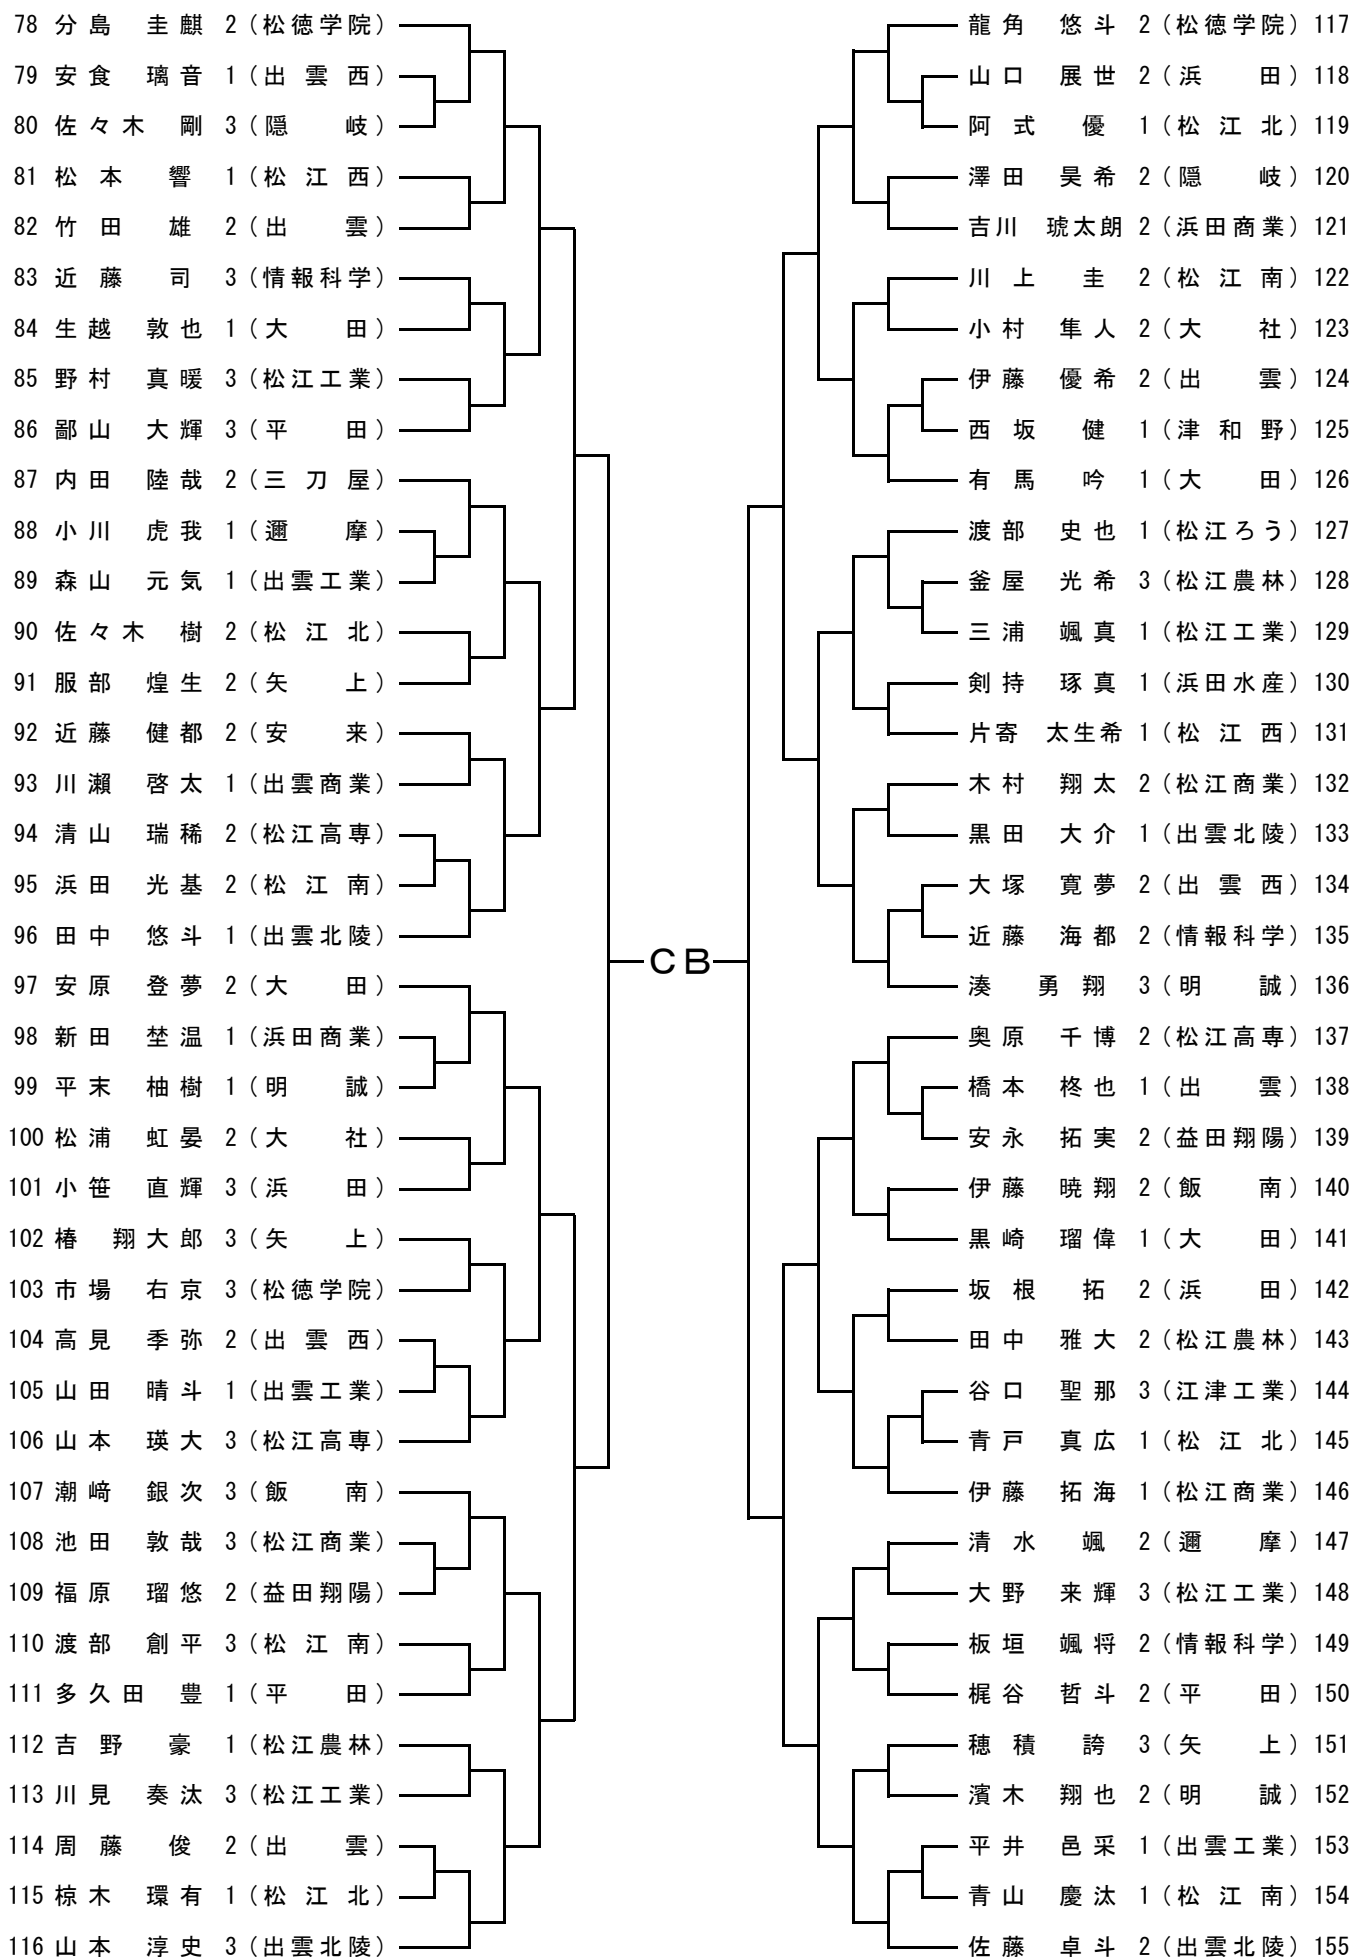 78 分島 圭麒 2 (松徳学院)
79 安食 璃音 1 (出雲西)
80 佐々木 剛 3 (隠岐)
81 松本 響 1 (松江西)
82 竹田 雄 2 (出雲)
83 近藤 司 3 (情報科学)
84 生越 敦也 1 (大田)
85 野村 真暖 3 (松江工業)
86 鄙山 大輝 3 (平田)
87 内田 陸哉 2 (三刀屋)
88 小川 虎我 1 (邇摩)
89 森山 元気 1 (出雲工業)
90 佐々木 樹 2 (松江北)
91 服部 煌生 2 (矢上)
92 近藤 健都 2 (安来)
93 川瀨 啓太 1 (出雲商業)
94 清山 瑞稀 2 (松江高専)
95 浜田 光基 2 (松江南)
96 田中 悠斗 1 (出雲北陵)
97 安原 登夢 2 (大田)
98 新田 埜温 1 (浜田商業)
99 平末 柚樹 1 (明誠)
100 松浦 虹晏 2 (大社)
101 小笹 直輝 3 (浜田)
102 椿 翔大郎 3 (矢上)
103 市場 右京 3 (松徳学院)
104 高見 季弥 2 (出雲西)
105 山田 晴斗 1 (出雲工業)
106 山本 瑛大 3 (松江高専)
107 潮﨑 銀次 3 (飯南)
108 池田 敦哉 3 (松江商業)
109 福原 瑠悠 2 (益田翔陽)
110 渡部 創平 3 (松江南)
111 多久田 豊 1 (平田)
112 吉野 豪 1 (松江農林)
113 川見 奏汰 3 (松江工業)
114 周藤 俊 2 (出雲)
115 椋木 環有 1 (松江北)
116 山本 淳史 3 (出雲北陵)
CB
龍角 悠斗 2 (松徳学院) 117
山口 展世 2 (浜田) 118
阿式 優 1 (松江北) 119
澤田 昊希 2 (隠岐) 120
吉川 琥太朗 2 (浜田商業) 121
川上 圭 2 (松江南) 122
小村 隼人 2 (大社) 123
伊藤 優希 2 (出雲) 124
西坂 健 1 (津和野) 125
有馬 吟 1 (大田) 126
渡部 史也 1 (松江ろう) 127
釜屋 光希 3 (松江農林) 128
三浦 颯真 1 (松江工業) 129
剣持 琢真 1 (浜田水産) 130
片寄 太生希 1 (松江西) 131
木村 翔太 2 (松江商業) 132
黒田 大介 1 (出雲北陵) 133
大塚 寛夢 2 (出雲西) 134
近藤 海都 2 (情報科学) 135
湊 勇翔 3 (明誠) 136
奥原 千博 2 (松江高専) 137
橋本 柊也 1 (出雲) 138
安永 拓実 2 (益田翔陽) 139
伊藤 暁翔 2 (飯南) 140
黒崎 瑠偉 1 (大田) 141
坂根 拓 2 (浜田) 142
田中 雅大 2 (松江農林) 143
谷口 聖那 3 (江津工業) 144
青戸 真広 1 (松江北) 145
伊藤 拓海 1 (松江商業) 146
清水 颯 2 (邇摩) 147
大野 来輝 3 (松江工業) 148
板垣 颯将 2 (情報科学) 149
梶谷 哲斗 2 (平田) 150
穂積 誇 3 (矢上) 151
濱木 翔也 2 (明誠) 152
平井 邑采 1 (出雲工業) 153
青山 慶汰 1 (松江南) 154
佐藤 卓斗 2 (出雲北陵) 155